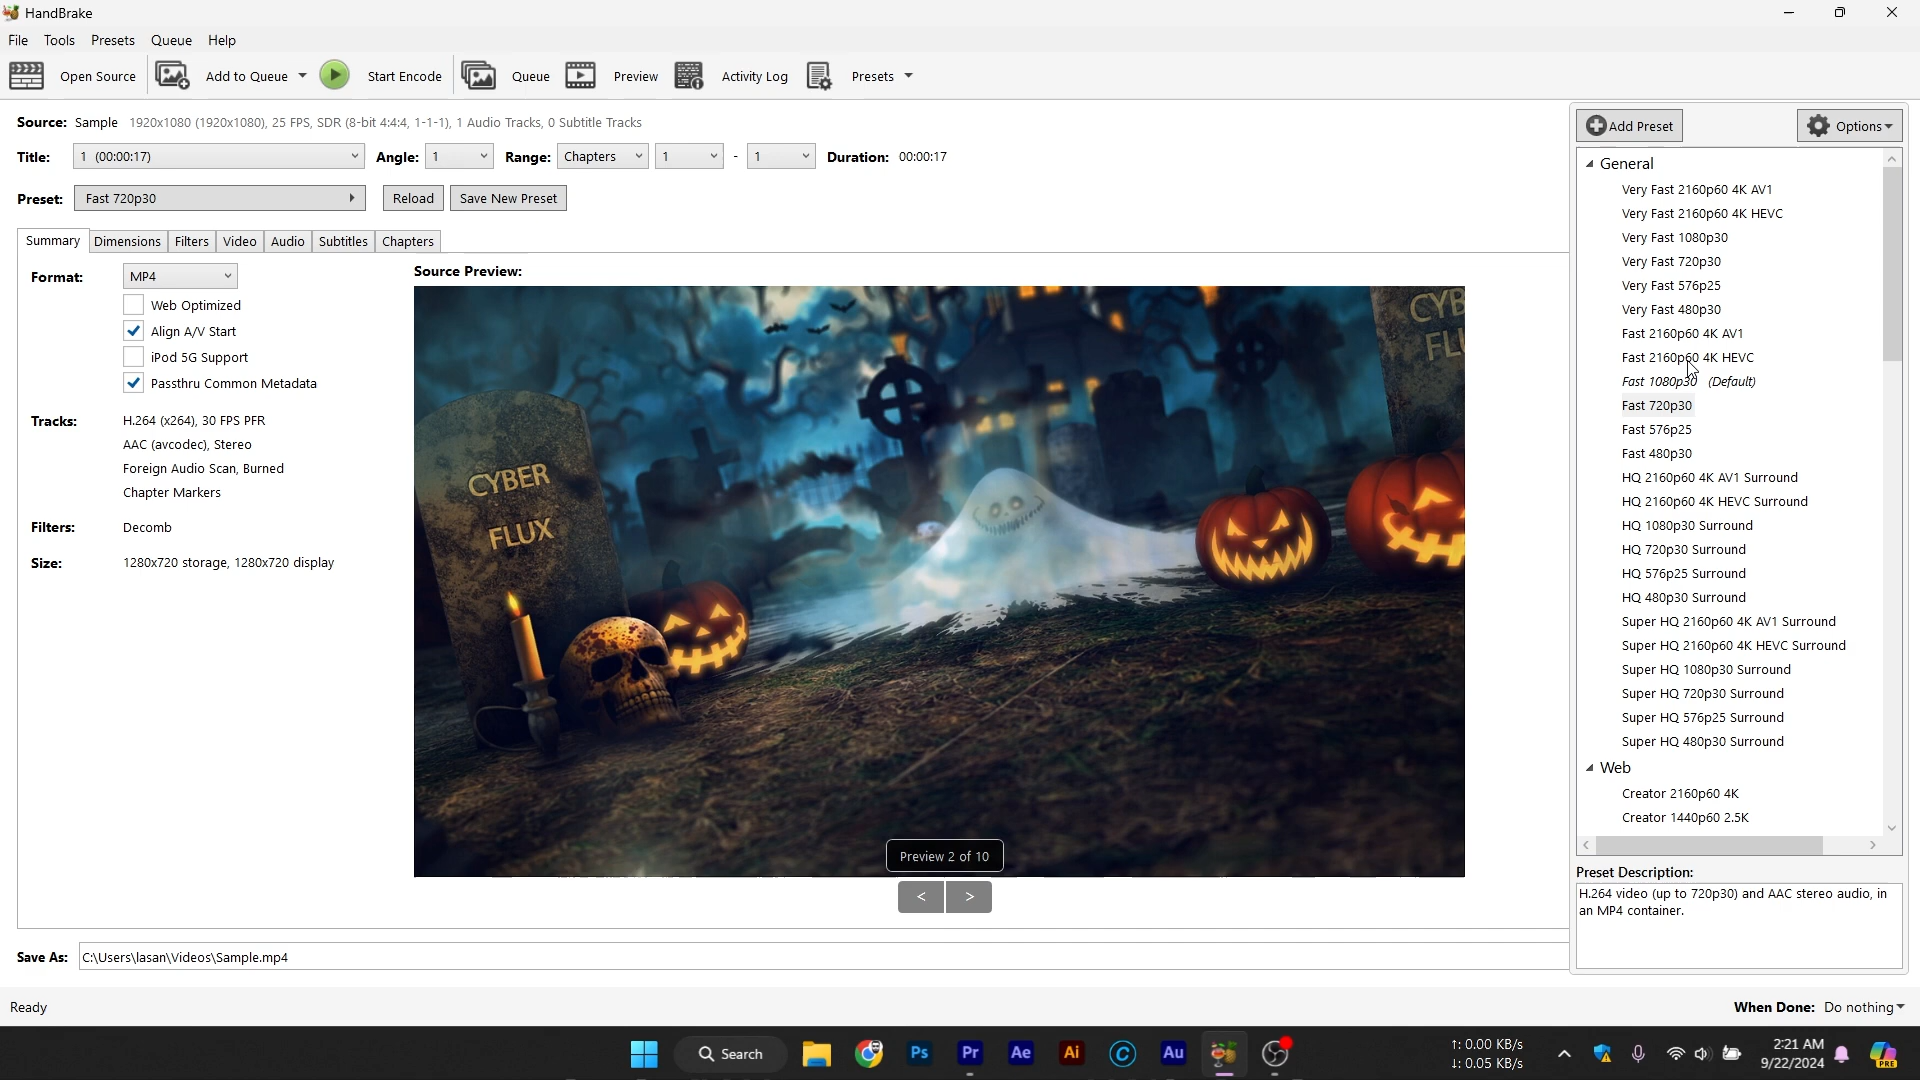 HandBrake
File Tools Presets Queue Help
Open Source Add to Queue Start Encode Queue Preview Activity Log Presets
Source: Sample 1920x1080 (1920x1080), 25 FPS, SDR (8-bit 4:4:4, 1-1-1), 1 Audio Tracks, 0 Subtitle Tracks
Title: 1 (00:00:17) Angle: 1 Range: Chapters 1 - 1 Duration: 00:00:17
Preset: Fast 720p30 Reload Save New Preset
Summary Dimensions Filters Video Audio Subtitles Chapters
Format: MP4
Web Optimized
Align A/V Start
iPod 5G Support
Passthru Common Metadata
Tracks: H.264 (x264), 30 FPS PFR
AAC (avcodec), Stereo
Foreign Audio Scan, Burned
Chapter Markers
Filters: Decomb
Size: 1280x720 storage, 1280x720 display
Source Preview:
CYBER
FLUX
CYB
FLU
Preview 2 of 10
< >
Save As: C:\Users\lasan\Videos\Sample.mp4
Add Preset Options
General
Very Fast 2160p60 4K AV1
Very Fast 2160p60 4K HEVC
Very Fast 1080p30
Very Fast 720p30
Very Fast 576p25
Very Fast 480p30
Fast 2160p60 4K AV1
Fast 2160p60 4K HEVC
Fast 1080p30 (Default)
Fast 720p30
Fast 576p25
Fast 480p30
HQ 2160p60 4K AV1 Surround
HQ 2160p60 4K HEVC Surround
HQ 1080p30 Surround
HQ 720p30 Surround
HQ 576p25 Surround
HQ 480p30 Surround
Super HQ 2160p60 4K AV1 Surround
Super HQ 2160p60 4K HEVC Surround
Super HQ 1080p30 Surround
Super HQ 720p30 Surround
Super HQ 576p25 Surround
Super HQ 480p30 Surround
Web
Creator 2160p60 4K
Creator 1440p60 2.5K
Preset Description:
H.264 video (up to 720p30) and AAC stereo audio, in
an MP4 container.
Ready
When Done: Do nothing
Search Ps Pr Ae Ai C Au
↑: 0.00 KB/s
↓: 0.05 KB/s
2:21 AM
9/22/2024
PRE